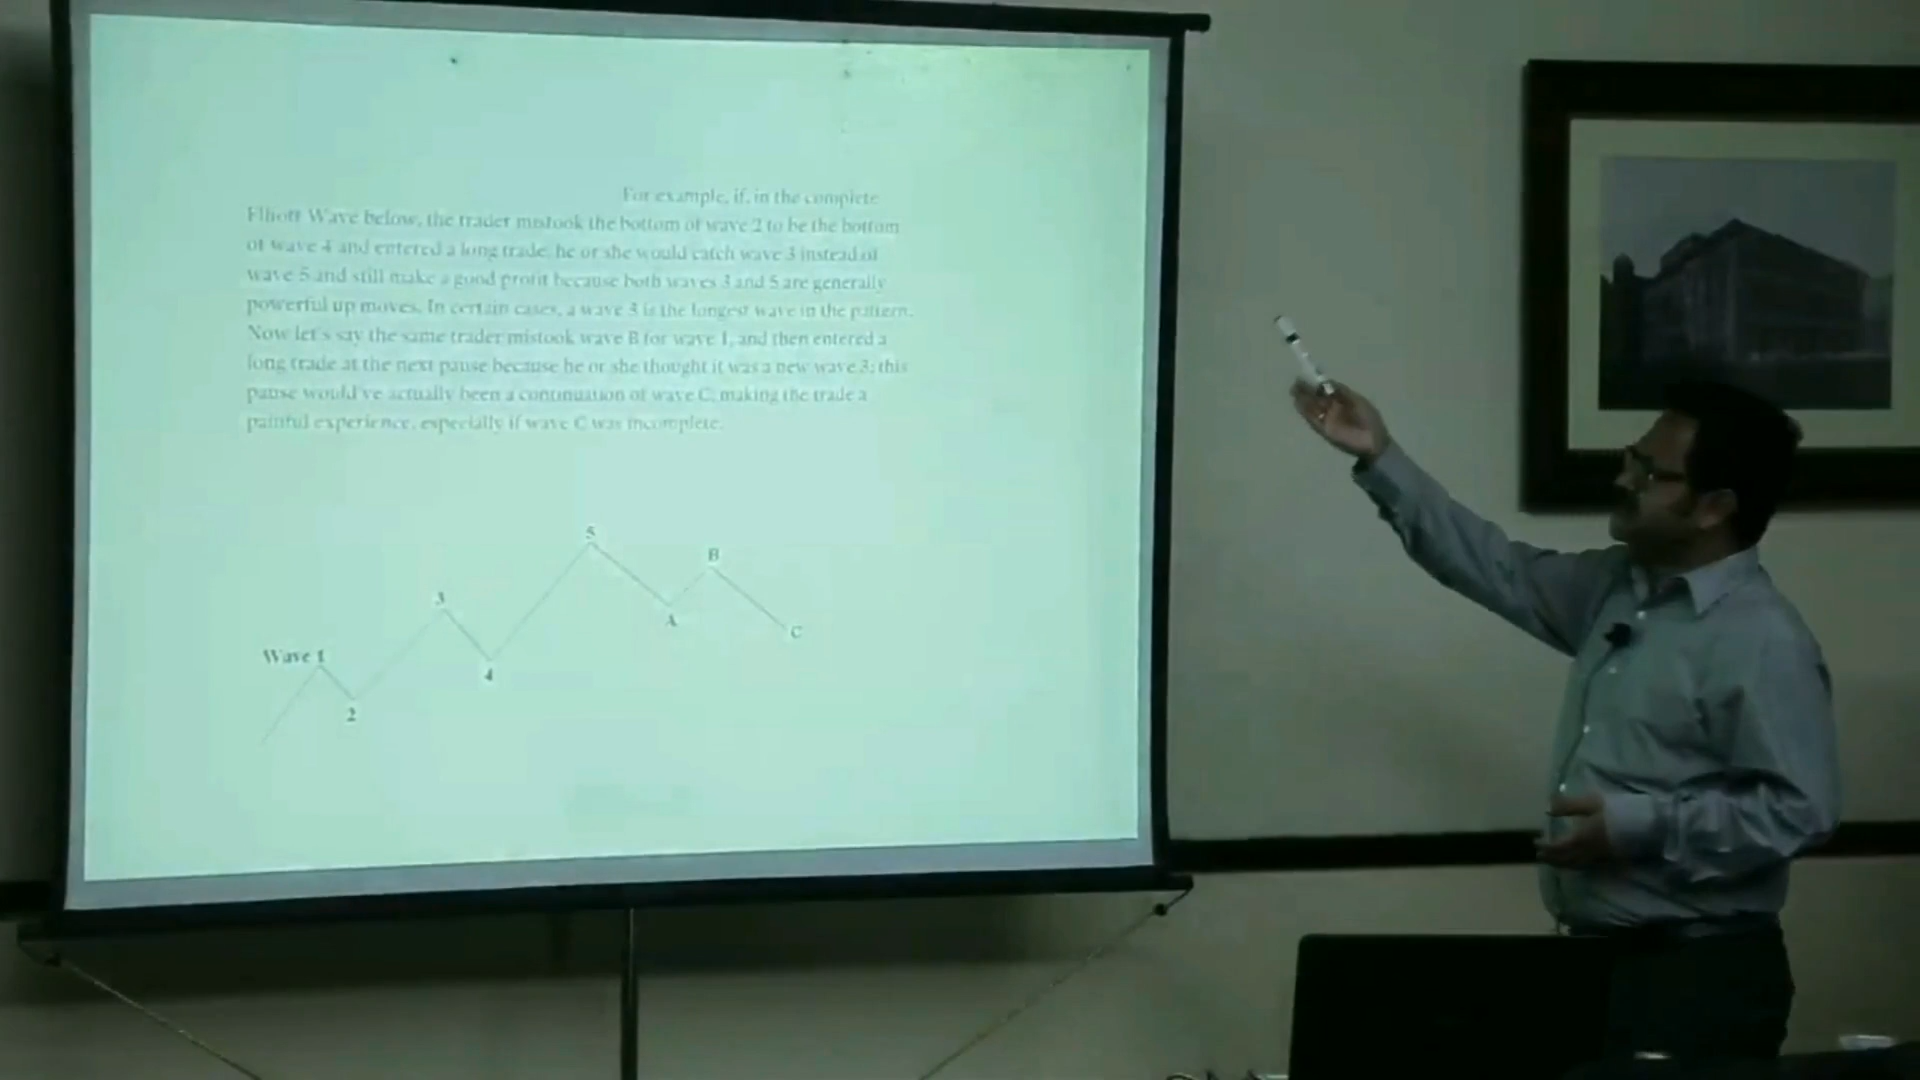 For example, if, in the complete
Elliott Wave below, the trader mistook the bottom of wave 2 to be the bottom
of wave 4 and entered a long trade, he or she would catch wave 3 instead of
wave 5 and still make a good profit because both waves 3 and 5 are generally
powerful up moves. In certain cases, a wave 3 is the longest wave in the pattern.
Now let's say the same trader mistook wave B for wave 1, and then entered a
long trade at the next pause because he or she thought it was a new wave 3; this
pause would've actually been a continuation of wave C, making the trade a
painful experience, especially if wave C was incomplete.
5
B
3
A
C
Wave 1
4
2